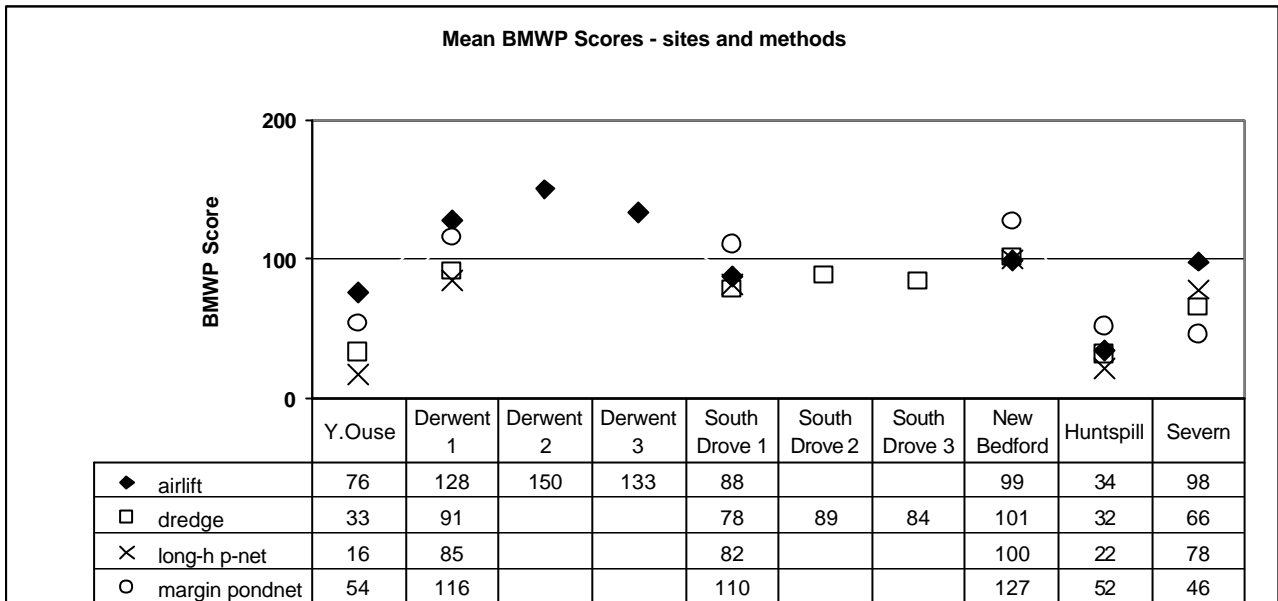 Mean BMWP Scores - sites and methods
200
100
0
BMWP Score
Y.Ouse Derwent 1 Derwent 2 Derwent 3 South Drove 1 South Drove 2 South Drove 3 New Bedford Huntspill Severn
airlift 76 128 150 133 88 99 34 98
dredge 33 91 78 89 84 101 32 66
long-h p-net 16 85 82 100 22 78
margin pondnet 54 116 110 127 52 46